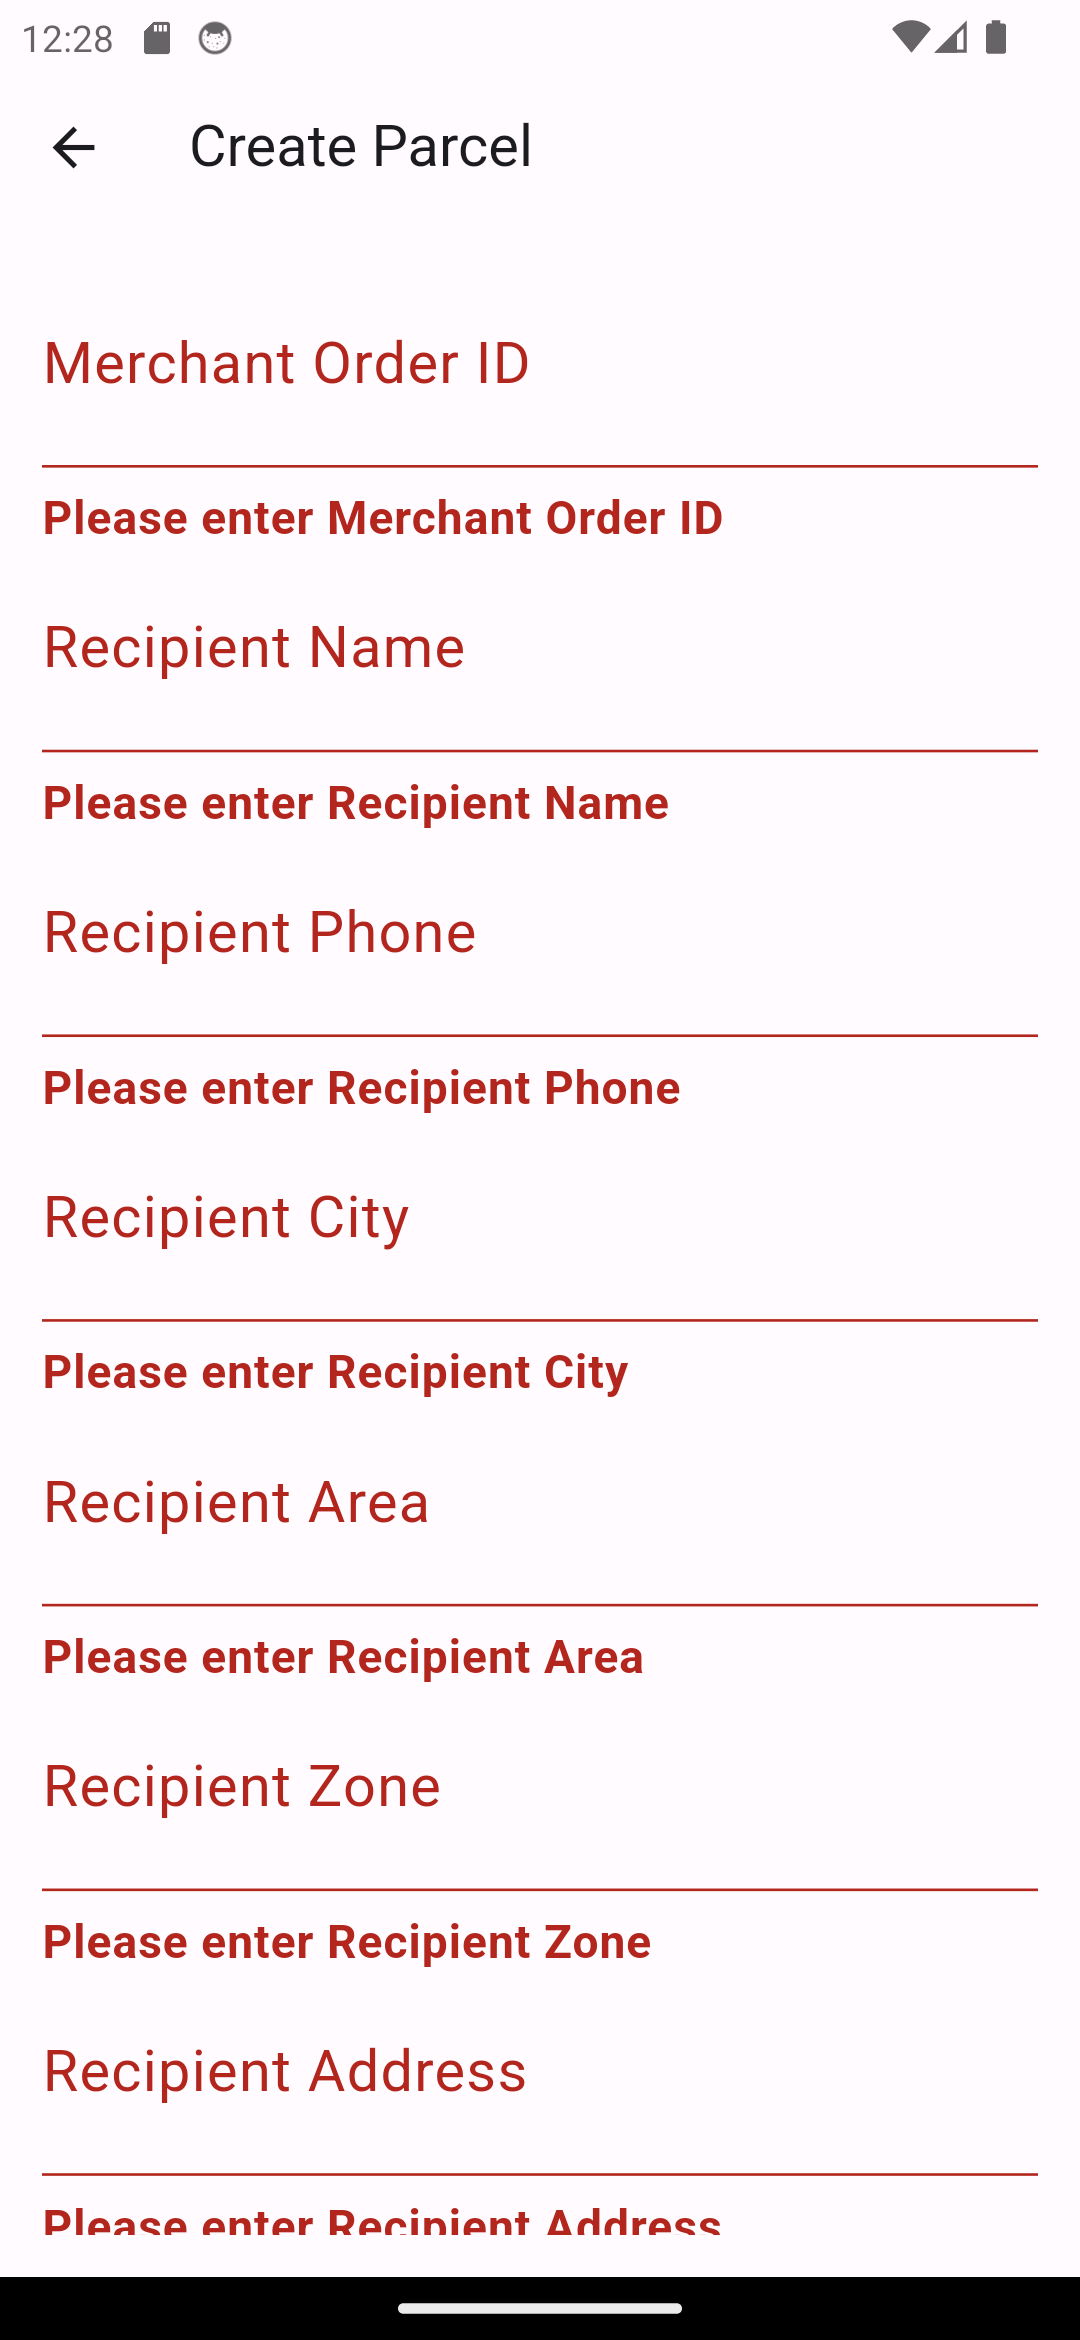 12:28
Create Parcel
Merchant Order ID
Please enter Merchant Order ID
Recipient Name
Please enter Recipient Name
Recipient Phone
Please enter Recipient Phone
Recipient City
Please enter Recipient City
Recipient Area
Please enter Recipient Area
Recipient Zone
Please enter Recipient Zone
Recipient Address
Please enter Recipient Address